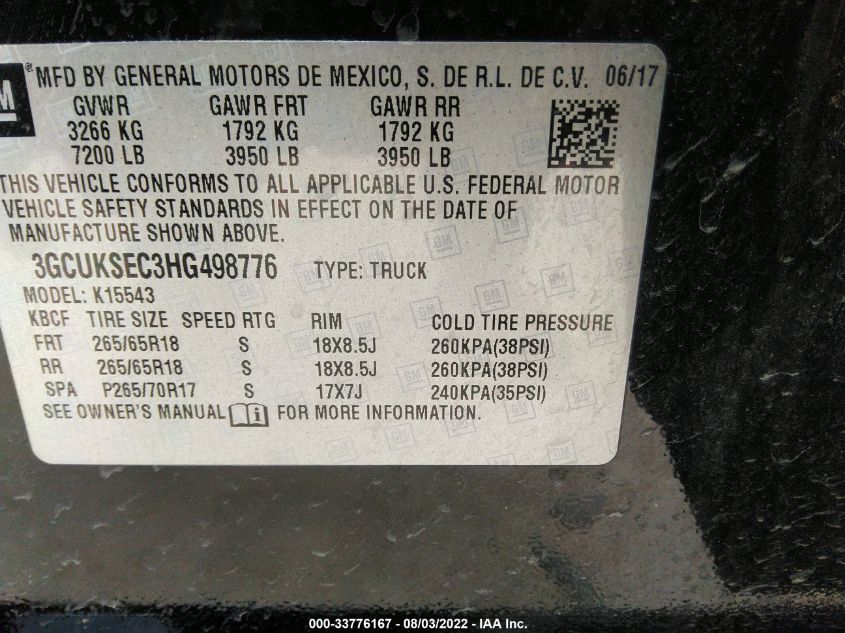 GM ® MFD BY GENERAL MOTORS DE MEXICO, S. DE R.L. DE C.V. 06/17
GVWR GAWR FRT GAWR RR
3266 KG 1792 KG 1792 KG
7200 LB 3950 LB 3950 LB
THIS VEHICLE CONFORMS TO ALL APPLICABLE U.S. FEDERAL MOTOR
VEHICLE SAFETY STANDARDS IN EFFECT ON THE DATE OF
MANUFACTURE SHOWN ABOVE.
3GCUKSEC3HG498776 TYPE: TRUCK
MODEL: K15543
KBCF TIRE SIZE SPEED RTG RIM COLD TIRE PRESSURE
FRT 265/65R18 S 18X8.5J 260KPA(38PSI)
RR 265/65R18 S 18X8.5J 260KPA(38PSI)
SPA P265/70R17 S 17X7J 240KPA(35PSI)
SEE OWNER'S MANUAL FOR MORE INFORMATION.
000-33776167 - 08/03/2022 - IAA Inc.